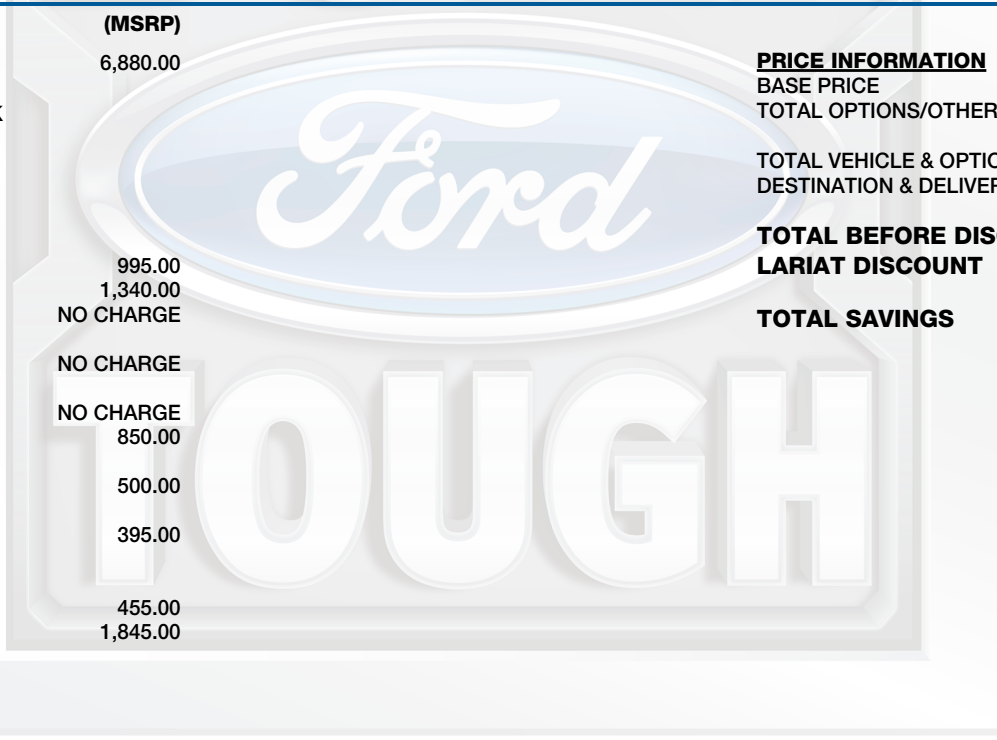 (MSRP)
6,880.00
995.00
1,340.00
NO CHARGE
NO CHARGE
NO CHARGE
850.00
500.00
395.00
455.00
1,845.00
Ford
TOUGH
PRICE INFORMATION
BASE PRICE
TOTAL OPTIONS/OTHER
TOTAL VEHICLE & OPTIO
DESTINATION & DELIVER
TOTAL BEFORE DIS
LARIAT DISCOUNT
TOTAL SAVINGS